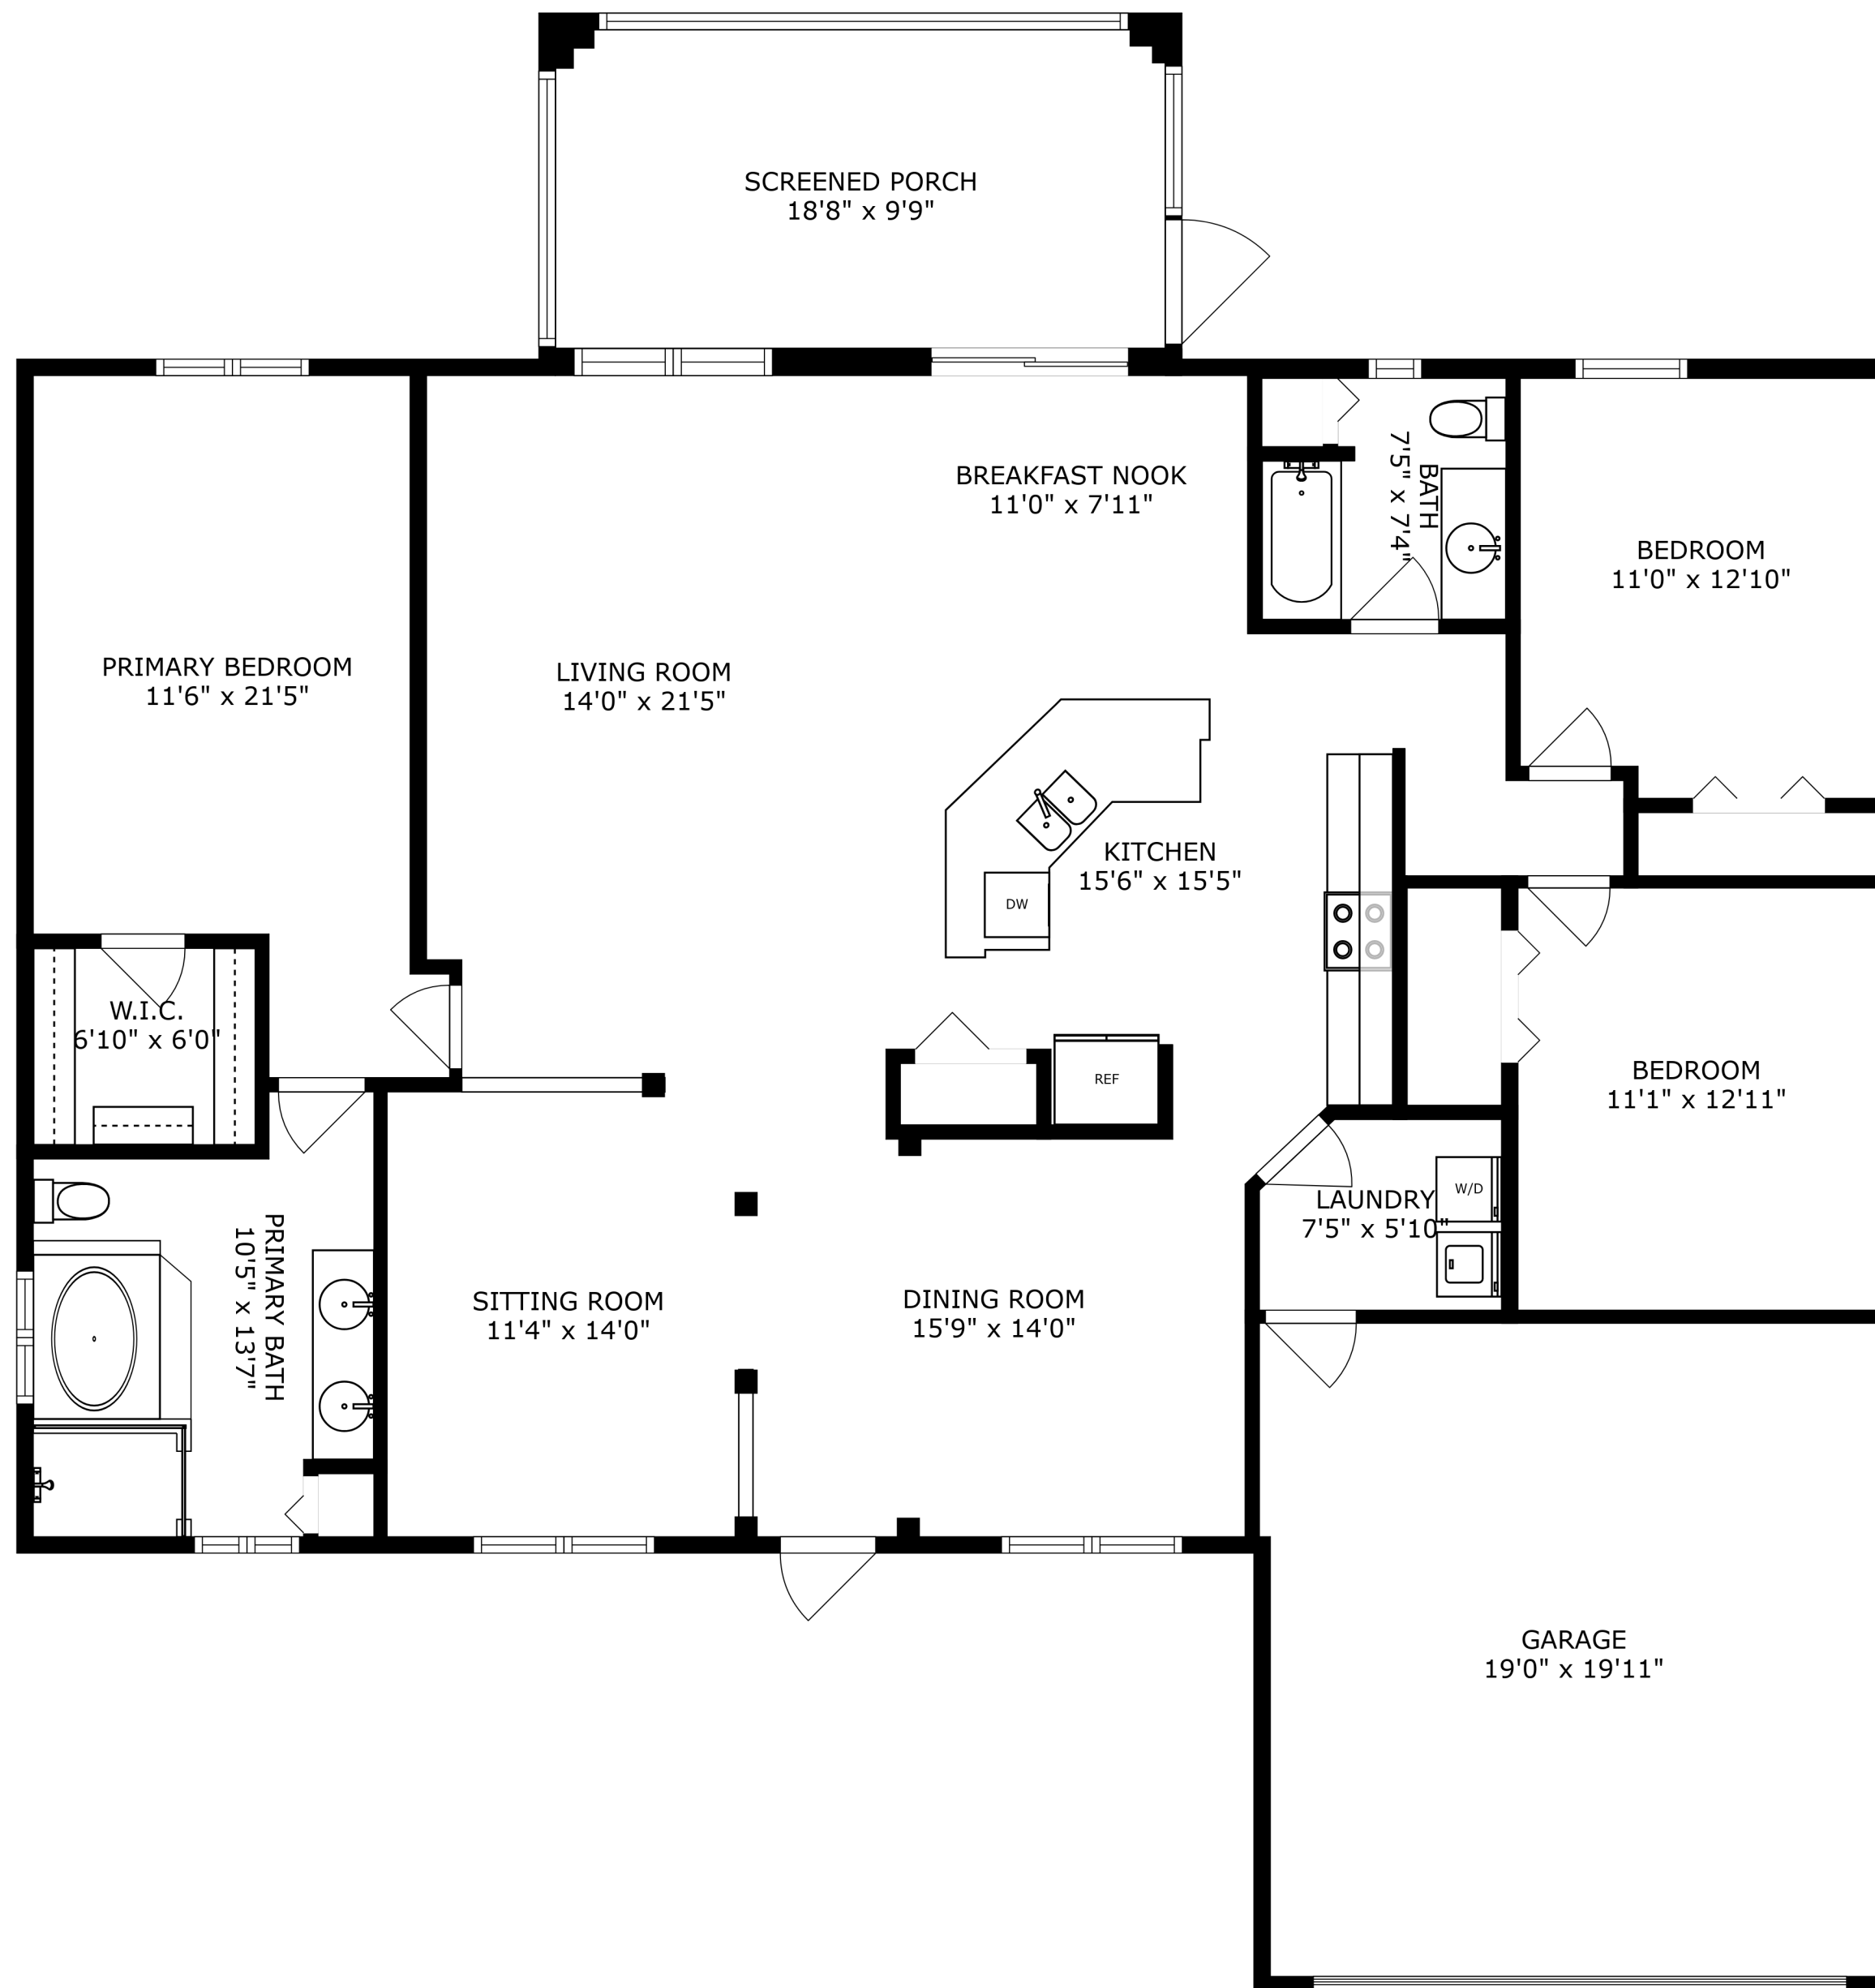 SCREENED PORCH
18'8" x 9'9"
BREAKFAST NOOK
11'0" x 7'11"
BATH
7'5" x 7'4"
BEDROOM
11'0" x 12'10"
PRIMARY BEDROOM
11'6" x 21'5"
LIVING ROOM
14'0" x 21'5"
KITCHEN
15'6" x 15'5"
DW
W.I.C.
6'10" x 6'0"
REF
BEDROOM
11'1" x 12'11"
W/D
LAUNDRY
7'5" x 5'10"
PRIMARY BATH
10'5" x 13'7"
SITTING ROOM
11'4" x 14'0"
DINING ROOM
15'9" x 14'0"
GARAGE
19'0" x 19'11"